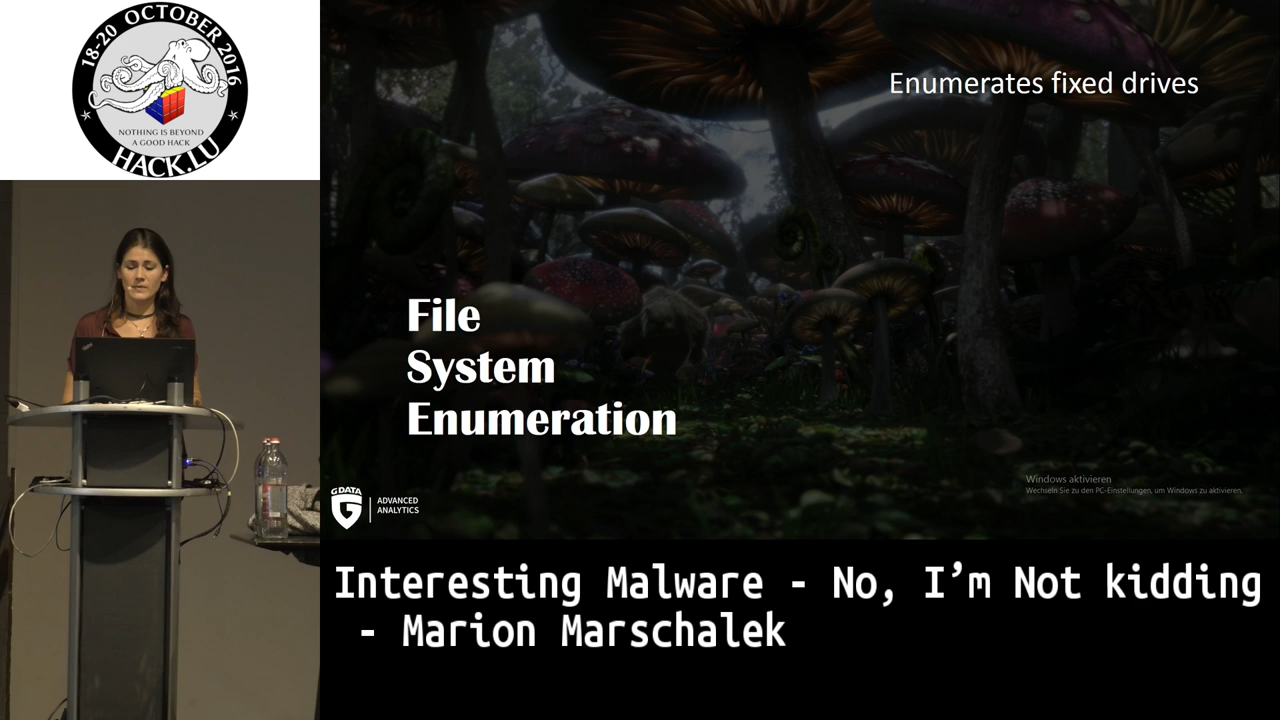 18-20 OCTOBER 2016
NOTHING IS BEYOND
A GOOD HACK
HACK.LU
Enumerates fixed drives
File
System
Enumeration
Windows aktivieren
Wechseln Sie zu den PC-Einstellungen, um Windows zu aktivieren.
G DATA
ADVANCED
ANALYTICS
Interesting Malware - No, I’m Not kidding
- Marion Marschalek